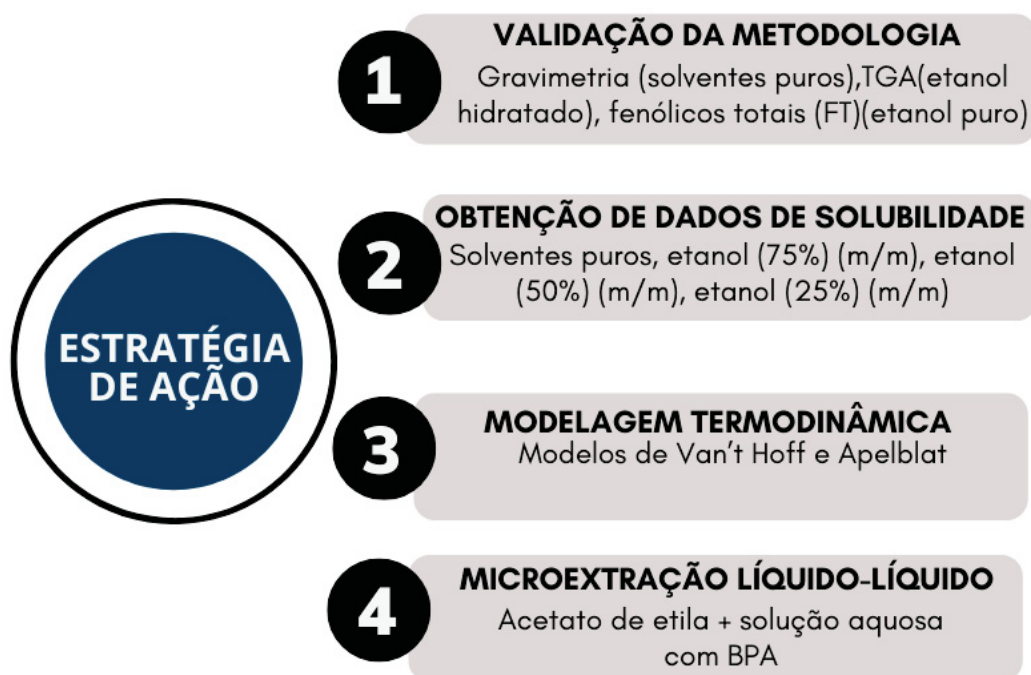 1
VALIDAÇÃO DA METODOLOGIA
Gravimetria (solventes puros),TGA(etanol
hidratado), fenólicos totais (FT)(etanol puro)
2
OBTENÇÃO DE DADOS DE SOLUBILIDADE
Solventes puros, etanol (75%) (m/m), etanol
(50%) (m/m), etanol (25%) (m/m)
ESTRATÉGIA
DE AÇÃO
3
MODELAGEM TERMODINÂMICA
Modelos de Van’t Hoff e Apelblat
4
MICROEXTRAÇÃO LÍQUIDO-LÍQUIDO
Acetato de etila + solução aquosa
com BPA